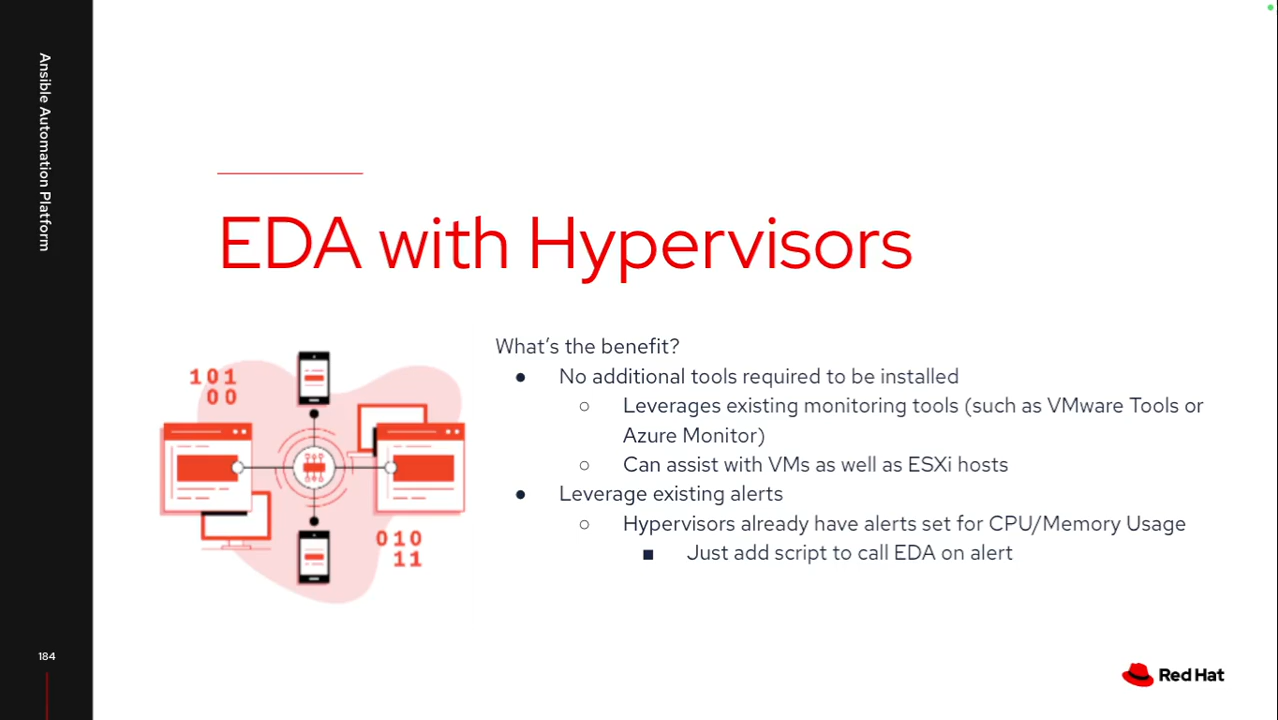 Ansible Automation Platform
EDA with Hypervisors
What's the benefit?
● No additional tools required to be installed
○ Leverages existing monitoring tools (such as VMware Tools or
Azure Monitor)
○ Can assist with VMs as well as ESXi hosts
● Leverage existing alerts
○ Hypervisors already have alerts set for CPU/Memory Usage
■ Just add script to call EDA on alert
101
00
010
11
184
Red Hat